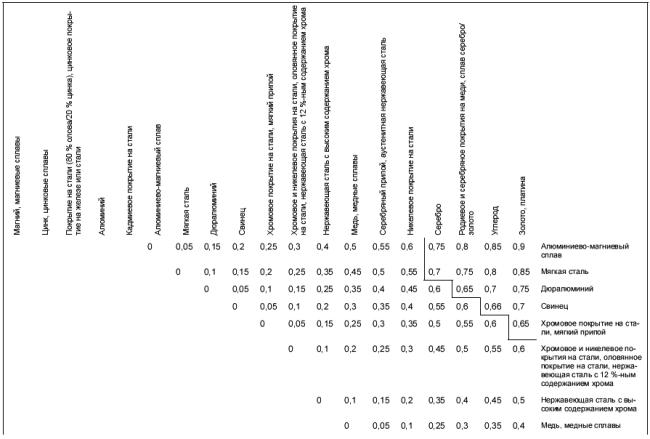 Магний, магниевые сплавы
Цинк, цинковые сплавы
Покрытие на стали (80 % олова/20 % цинка), цинковое покры-
тие на железе или стали
Алюминий
Кадмиевое покрытие на стали
Алюминиево-магниевый сплав
Мягкая сталь
Дюралюминий
Свинец
Хромовое покрытие на стали, мягкий припой
Хромовое и никелевое покрытия на стали, оловянное покрытие
на стали, нержавеющая сталь с 12 %-ным содержанием хрома
Нержавеющая сталь с высоким содержанием хрома
Медь, медные сплавы
Серебряный припой, аустенитная нержавеющая сталь
Никелевое покрытие на стали
Серебро
Родиевое и серебряное покрытия на меди, сплав серебро/
золото
Углерод
Золото, платина
0 0,05 0,15 0,2 0,25 0,3 0,4 0,5 0,55 0,6 0,75 0,8 0,85 0,9 Алюминиево-магниевый
сплав
0 0,1 0,15 0,2 0,25 0,35 0,45 0,5 0,55 0,7 0,75 0,8 0,85 Мягкая сталь
0 0,05 0,1 0,15 0,25 0,35 0,4 0,45 0,6 0,65 0,7 0,75 Дюралюминий
0 0,05 0,1 0,2 0,3 0,35 0,4 0,55 0,6 0,66 0,7 Свинец
0 0,05 0,15 0,25 0,3 0,35 0,5 0,55 0,6 0,65 Хромовое покрытие на ста-
ли, мягкий припой
0 0,1 0,2 0,25 0,3 0,45 0,5 0,55 0,6 Хромовое и никелевое по-
крытия на стали, оловянное
покрытие на стали, нержа-
веющая сталь с 12 %-ным
содержанием хрома
0 0,1 0,15 0,2 0,35 0,4 0,45 0,5 Нержавеющая сталь с вы-
соким содержанием хрома
0 0,05 0,1 0,25 0,3 0,35 0,4 Медь, медные сплавы